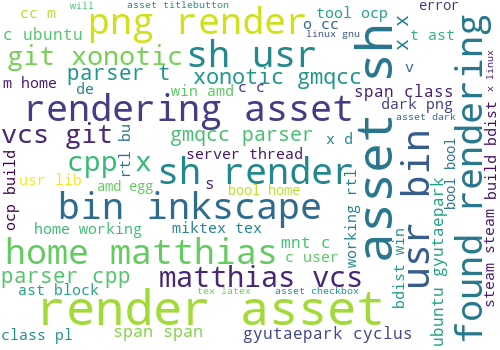 asset titlebutton
will
cc m
png render
o cc
tool ocp
error
c ubuntu
sh usr
linux gnu
x x
git xonotic
t ast
parser t
xonotic gmqcc
v
x linux
m home
de
win amd
c c
span class
rendering asset
dark png
asset dark
vcs git
rtl bu
gmqcc parser
x d
asset sh
usr bin
bool bool
found rendering
steam steam
build bdist
ocp build
cpp x
server thread
sh render
usr lib
amd egg
s
bool home
working rtl
bin inkscape
ubuntu gyutaepark
home working
miktex tex
mnt c
home matthias
c user
bdist win
parser cpp
matthias vcs
ast block
tex latex
asset checkbox
render asset
class pl
span span
gyutaepark cyclus